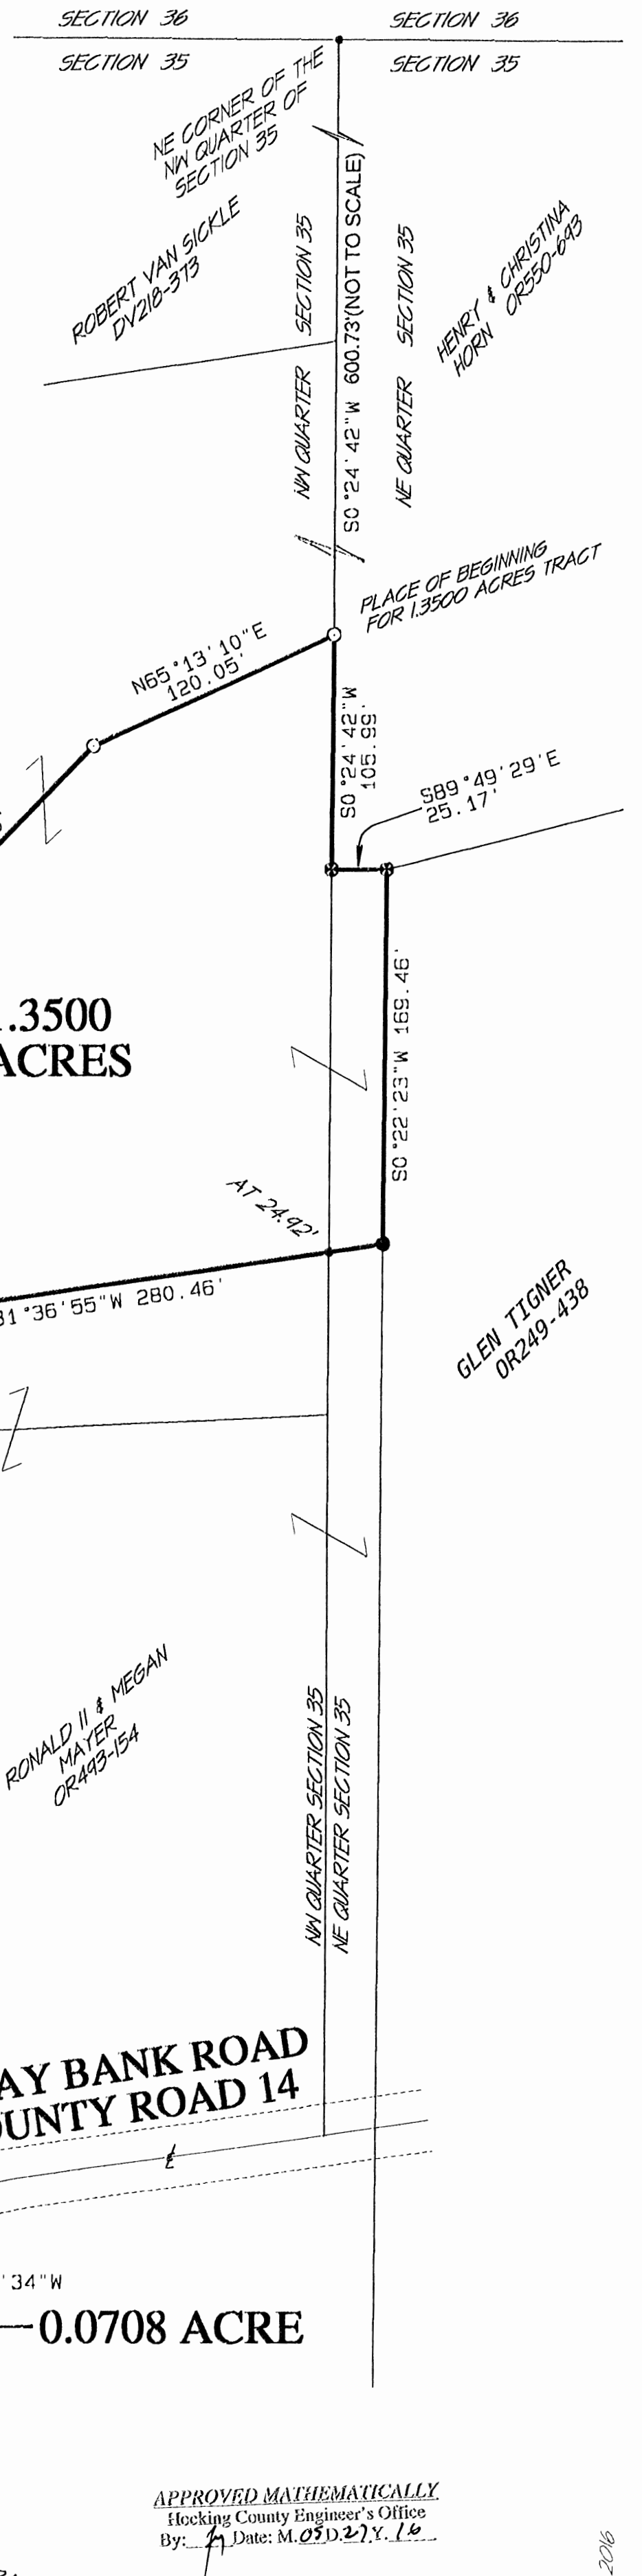 SECTION 36
SECTION 36
SECTION 35
SECTION 35
NE CORNER OF THE
NW QUARTER OF
SECTION 35
ROBERT VAN SICKLE
DV218-373
NW QUARTER SECTION 35
S0°24'42"W 600.73'(NOT TO SCALE)
NE QUARTER SECTION 35
HENRY & CHRISTINA
HORN OR550-693
PLACE OF BEGINNING
FOR 1.3500 ACRES TRACT
N65°13'10"E
120.05'
S0°24'42"W
105.99'
S89°49'29'E
25.17'
.3500
ACRES
S0°22'23"W 169.46'
AT 24.92'
31°36'55"W 280.46'
GLEN TIGNER
OR249-438
RONALD II & MEGAN
MAYER
OR493-154
NW QUARTER SECTION 35
NE QUARTER SECTION 35
AY BANK ROAD
OUNTY ROAD 14
'34"W
0.0708 ACRE
APPROVED MATHEMATICALLY
Hocking County Engineer's Office
By: Date: M.05D.27Y.16
2016